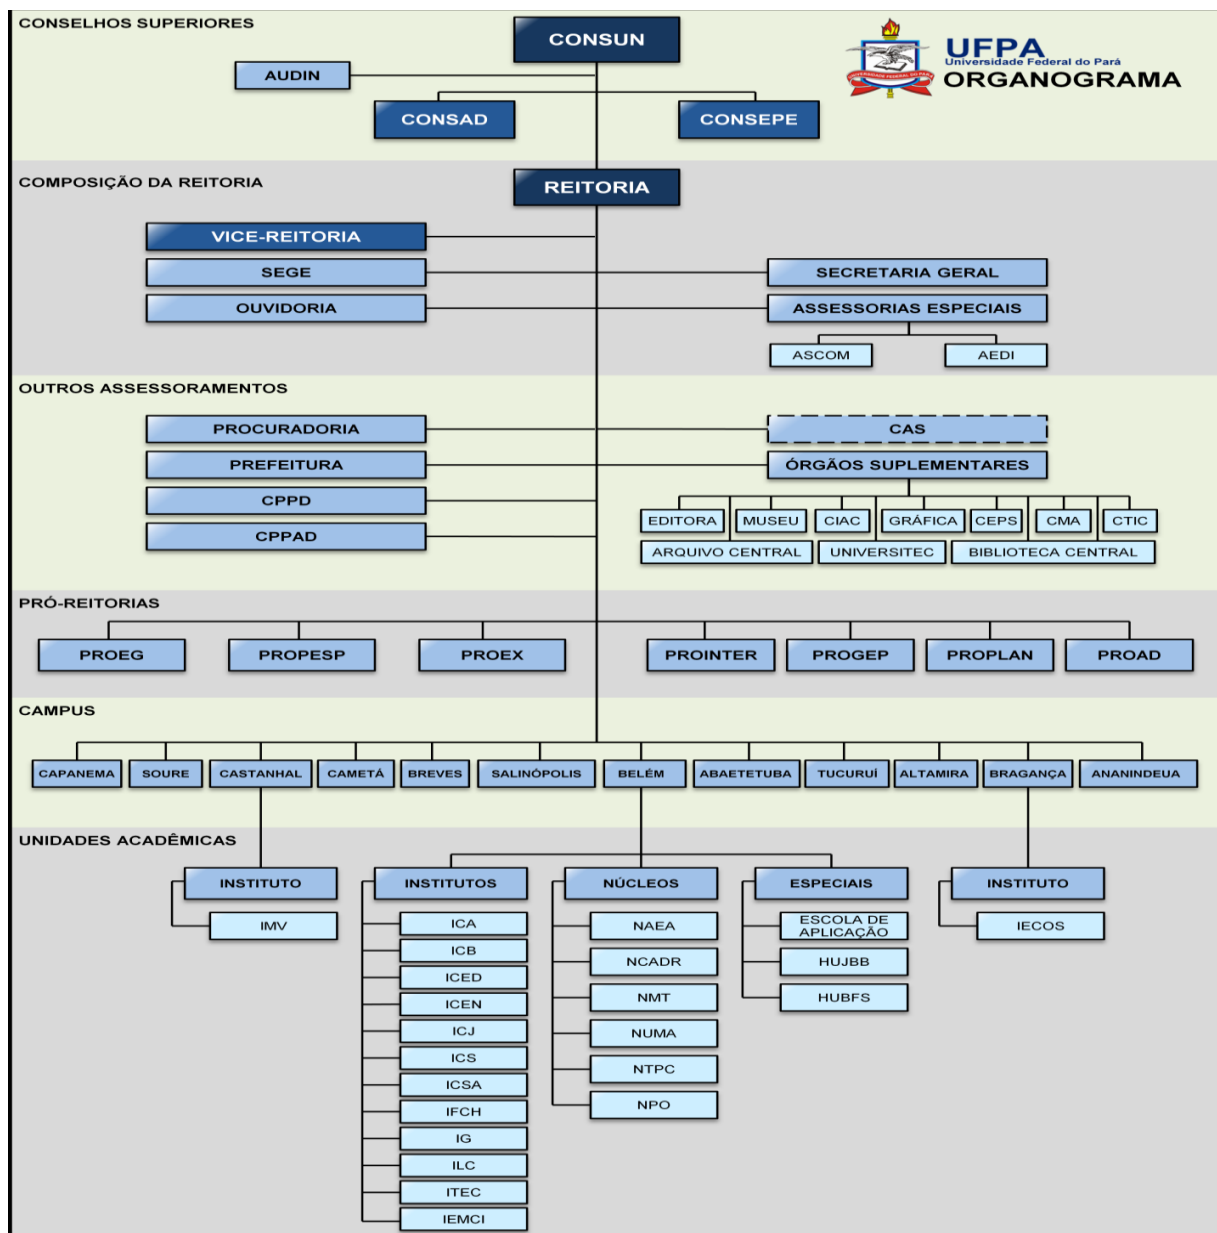 CONSELHOS SUPERIORES
CONSUN
UFPA
Universidade Federal do Pará
ORGANOGRAMA
UNIVERSIDADE FEDERAL DO PARÁ
AUDIN
CONSAD
CONSEPE
COMPOSIÇÃO DA REITORIA
REITORIA
VICE-REITORIA
SEGE
SECRETARIA GERAL
OUVIDORIA
ASSESSORIAS ESPECIAIS
ASCOM
AEDI
OUTROS ASSESSORAMENTOS
PROCURADORIA
CAS
PREFEITURA
ÓRGÃOS SUPLEMENTARES
CPPD
EDITORA
MUSEU
CIAC
GRÁFICA
CEPS
CMA
CTIC
CPPAD
ARQUIVO CENTRAL
UNIVERSITEC
BIBLIOTECA CENTRAL
PRÓ-REITORIAS
PROEG
PROPESP
PROEX
PROINTER
PROGEP
PROPLAN
PROAD
CAMPUS
CAPANEMA
SOURE
CASTANHAL
CAMETÁ
BREVES
SALINÓPOLIS
BELÉM
ABAETETUBA
TUCURUÍ
ALTAMIRA
BRAGANÇA
ANANINDEUA
UNIDADES ACADÊMICAS
INSTITUTO
IMV
INSTITUTOS
ICA
ICB
ICED
ICEN
ICJ
ICS
ICSA
IFCH
IG
ILC
ITEC
IEMCI
NÚCLEOS
NAEA
NCADR
NMT
NUMA
NTPC
NPO
ESPECIAIS
ESCOLA DE
APLICAÇÃO
HUJBB
HUBFS
INSTITUTO
IECOS